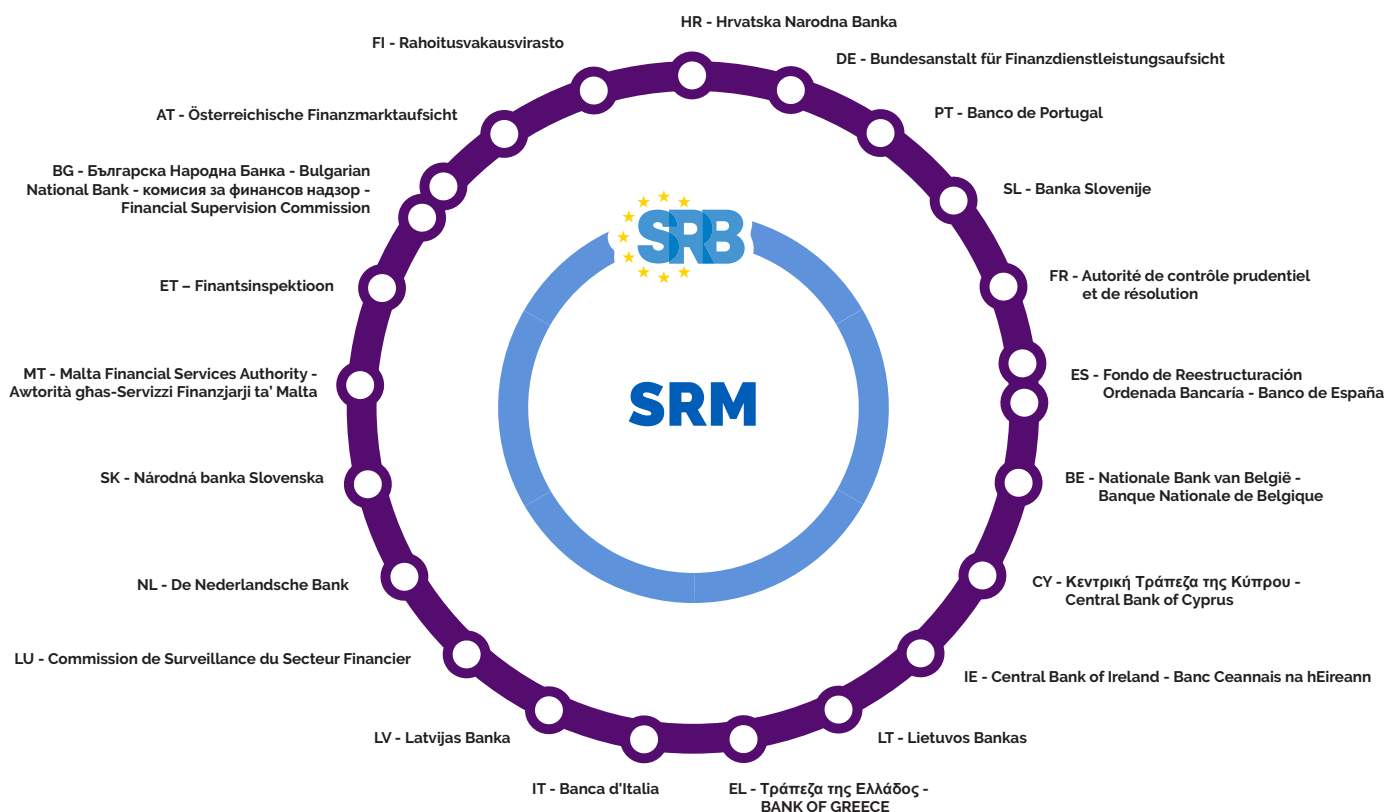 HR - Hrvatska Narodna Banka
FI - Rahoitusvakausvirasto
DE - Bundesanstalt für Finanzdienstleistungsaufsicht
AT - Österreichische Finanzmarktaufsicht
PT - Banco de Portugal
BG - Българска Народна Банка - Bulgarian
National Bank - комисия за финансов надзор -
Financial Supervision Commission
SL - Banka Slovenije
SRB
ET – Finantsinspektioon
FR - Autorité de contrôle prudentiel
et de résolution
MT - Malta Financial Services Authority -
Awtorità għas-Servizzi Finanzjarji ta' Malta
ES - Fondo de Reestructuración
Ordenada Bancaría - Banco de España
SRM
SK - Národná banka Slovenska
BE - Nationale Bank van België -
Banque Nationale de Belgique
NL - De Nederlandsche Bank
CY - Κεντρική Τράπεζα της Κύπρου -
Central Bank of Cyprus
LU - Commission de Surveillance du Secteur Financier
IE - Central Bank of Ireland - Banc Ceannais na hEireann
LV - Latvijas Banka
LT - Lietuvos Bankas
IT - Banca d'Italia
EL - Τράπεζα της Ελλάδος -
BANK OF GREECE